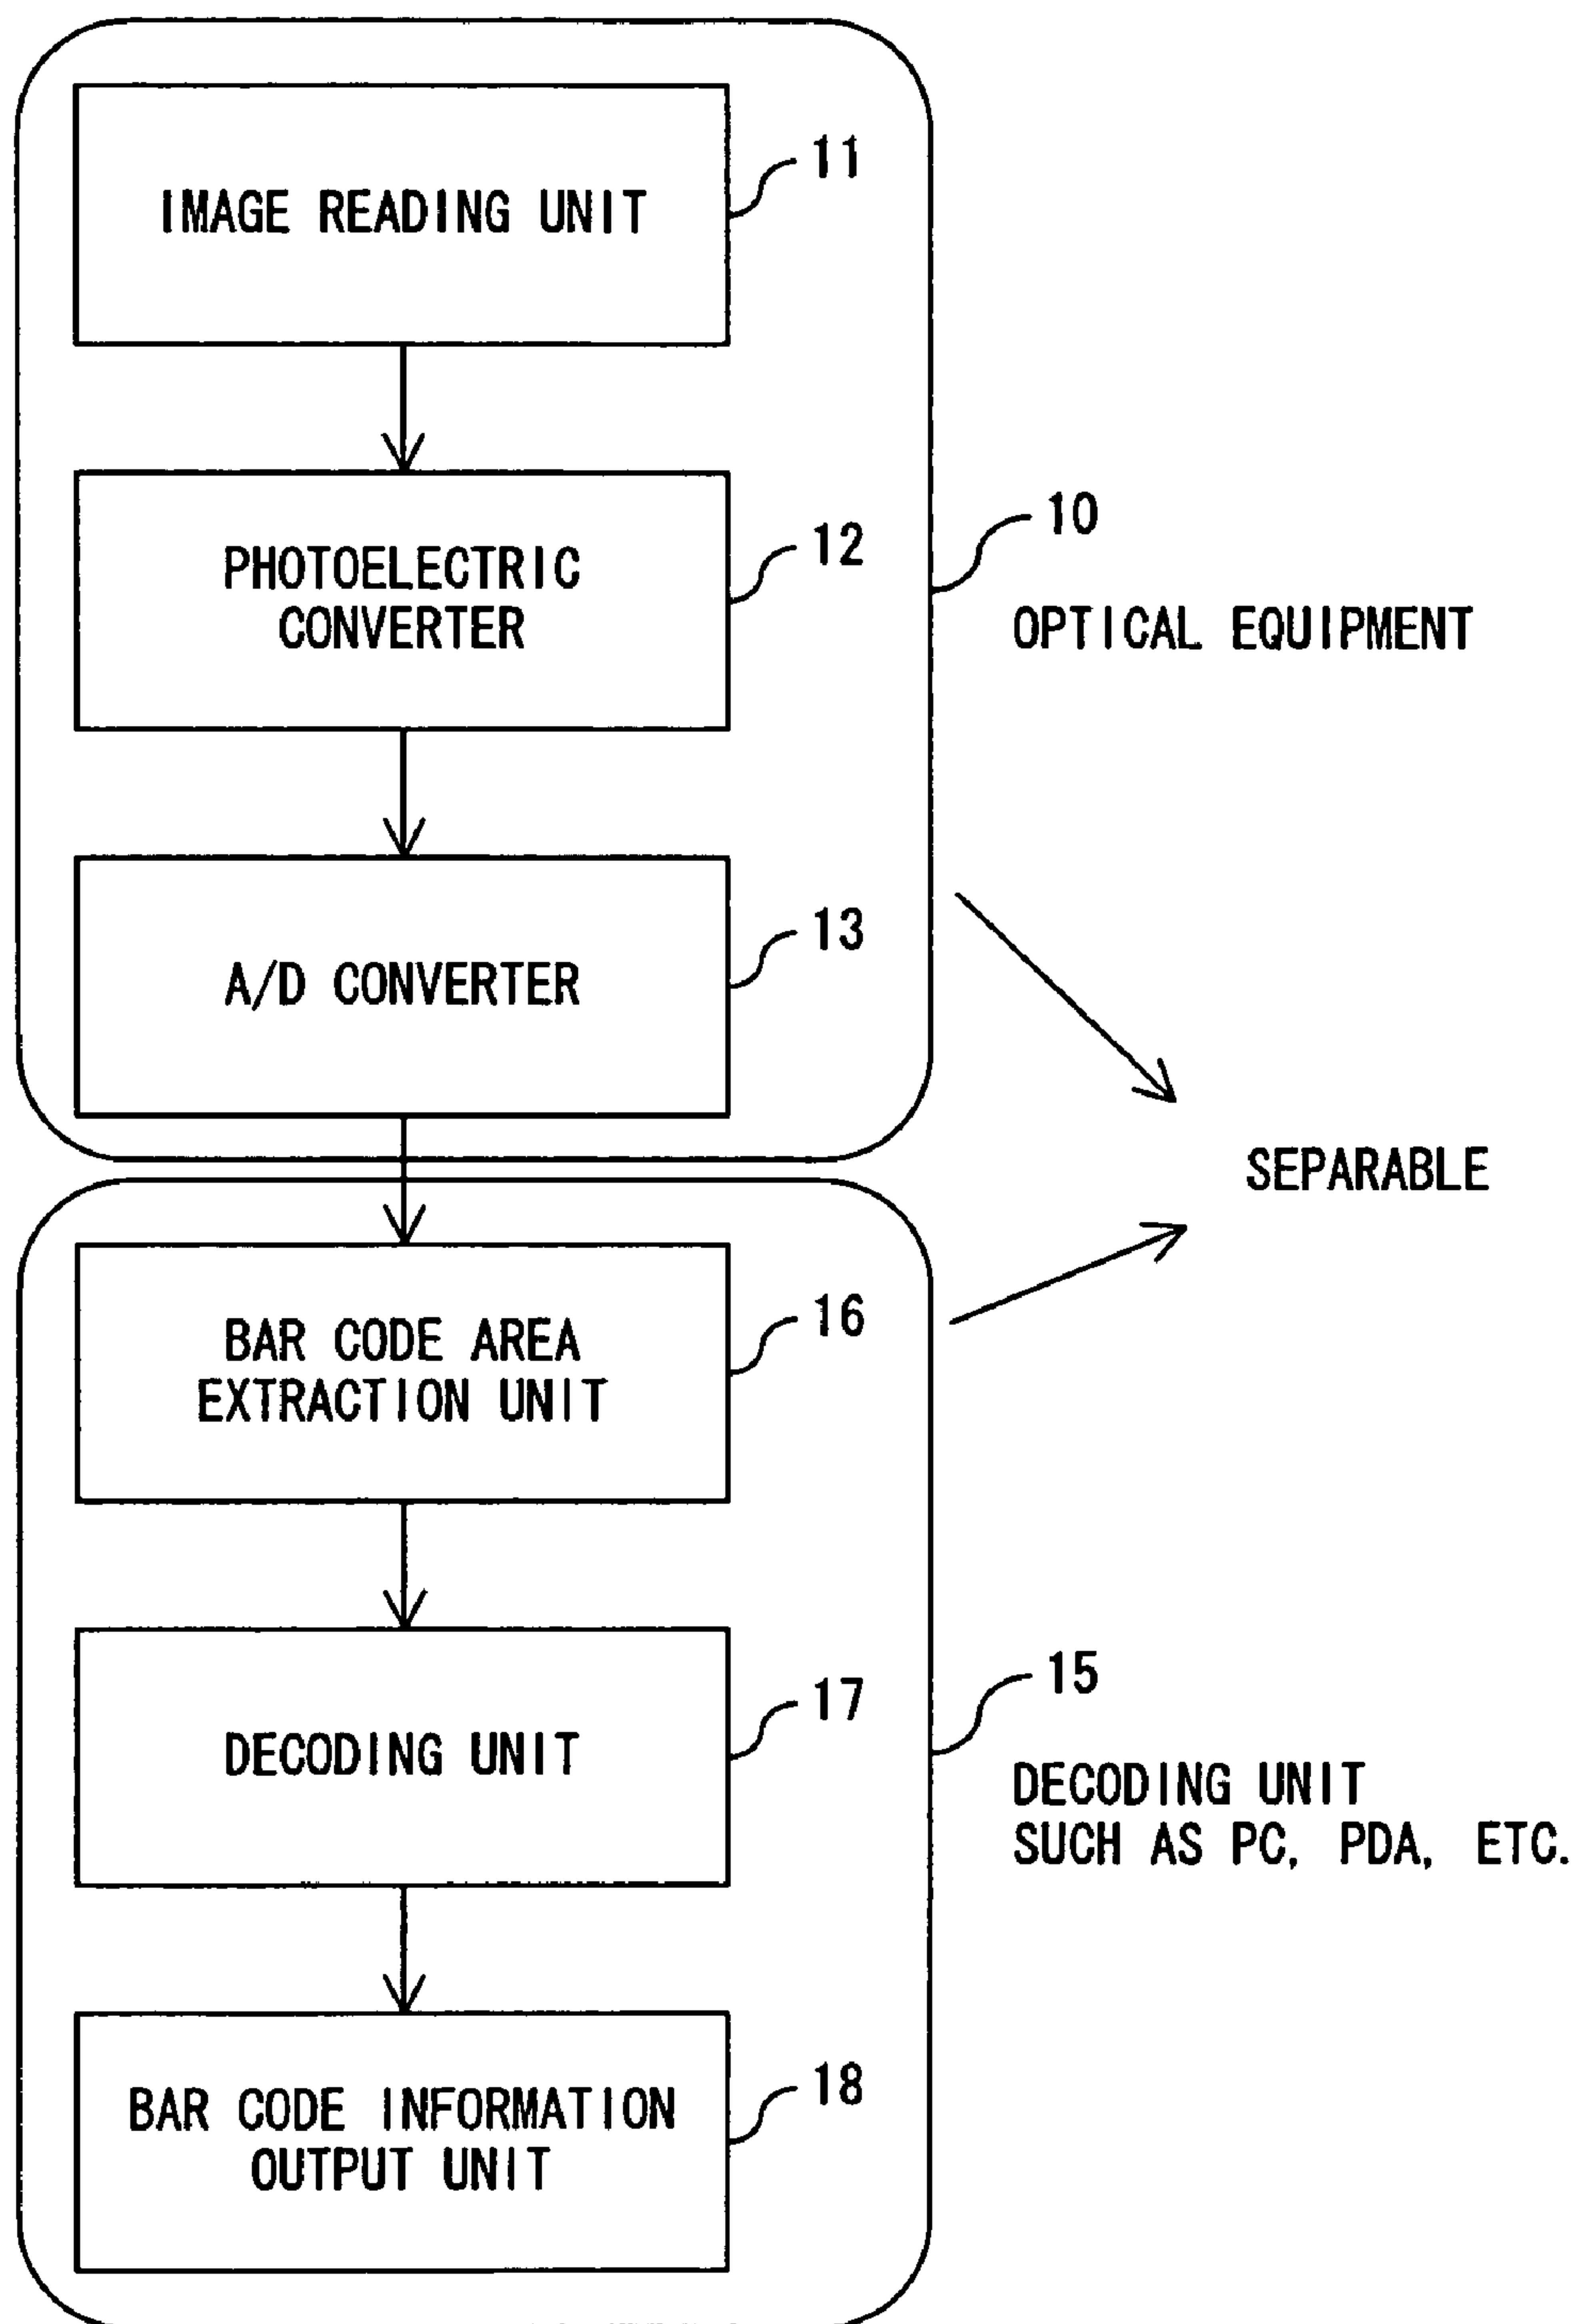 IMAGE READING UNIT
11
PHOTOELECTRIC
CONVERTER
12
10
OPTICAL EQUIPMENT
A/D CONVERTER
13
SEPARABLE
BAR CODE AREA
EXTRACTION UNIT
16
DECODING UNIT
17
15
DECODING UNIT
SUCH AS PC, PDA, ETC.
BAR CODE INFORMATION
OUTPUT UNIT
18